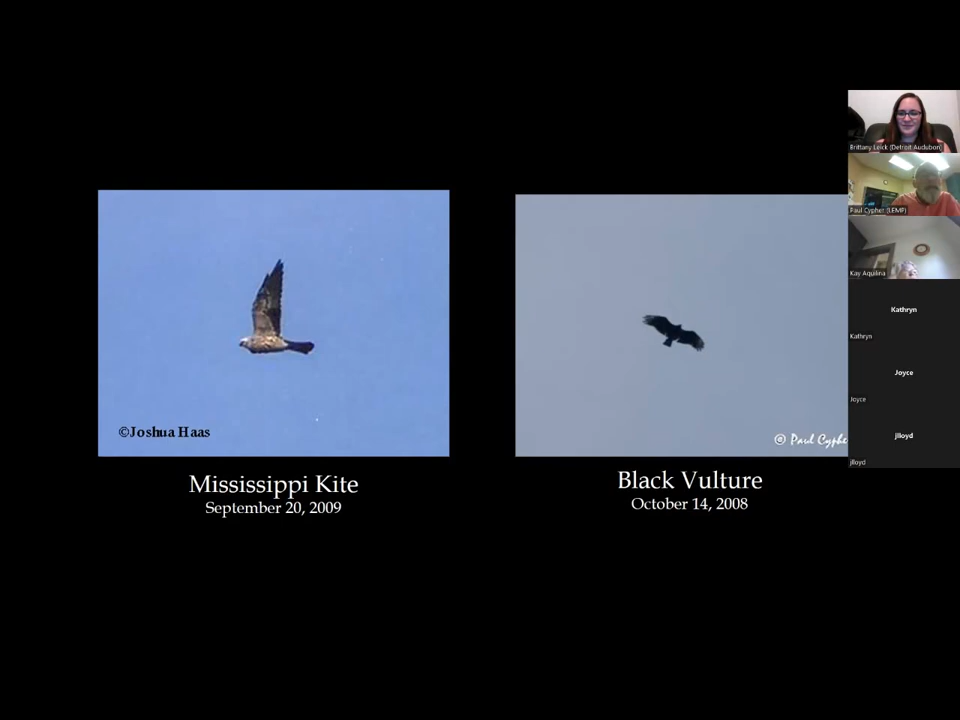 ©Joshua Haas
Mississippi Kite
September 20, 2009
© Paul Cyphe
Black Vulture
October 14, 2008
Brittany Leick (Detroit Audubon)
Paul Cypher (LEMP)
Kay Aquilina
Kathryn
Kathryn
Joyce
Joyce
jlloyd
jlloyd